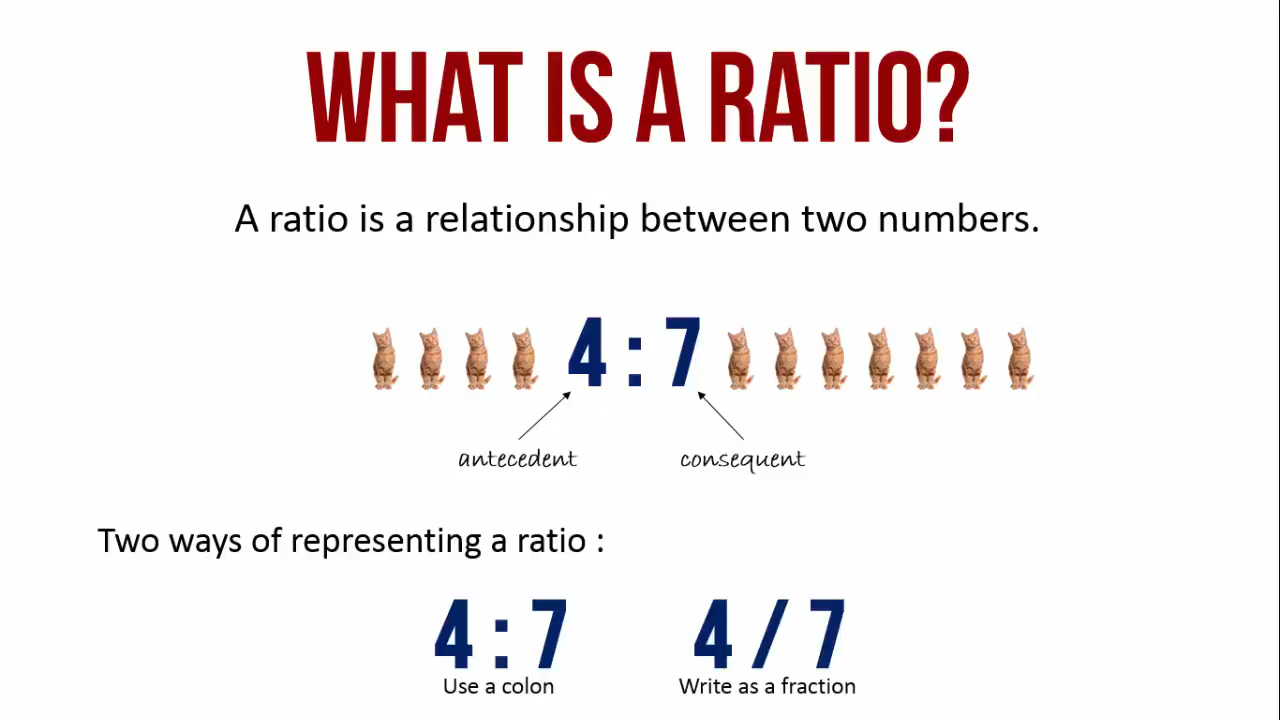 WHAT IS A RATIO?
A ratio is a relationship between two numbers.
4 : 7
antecedent consequent
Two ways of representing a ratio :
4 : 7 4 / 7
Use a colon Write as a fraction